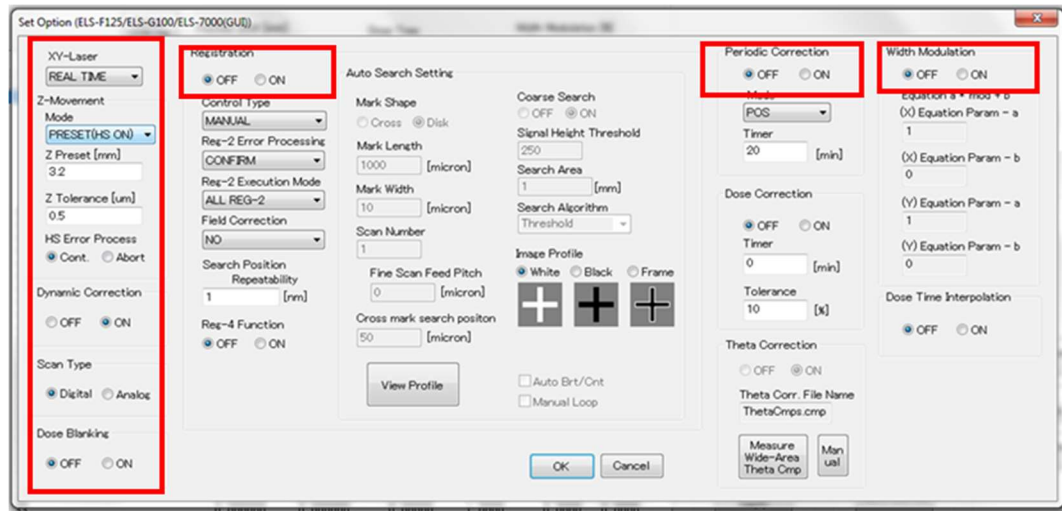 Set Option (ELS-F125/ELS-G100/ELS-7000(GUI))
XY-Laser
REAL TIME
Z-Movement
Mode
PRESET(HS ON)
Z Preset [mm]
3.2
Z Tolerance [um]
0.5
HS Error Process
Cont. Abort
Dynamic Correction
OFF ON
Scan Type
Digital Analog
Dose Blanking
OFF ON
Registration
OFF ON
Control Type
MANUAL
Reg-2 Error Processing
CONFIRM
Reg-2 Execution Mode
ALL REG-2
Field Correction
NO
Search Position
Repeatability
1 [nm]
Reg-4 Function
OFF ON
Auto Search Setting
Mark Shape
Cross Disk
Mark Length
1000 [micron]
Mark Width
10 [micron]
Scan Number
1
Fine Scan Feed Pitch
0 [micron]
Cross mark search positon
50 [micron]
View Profile
Coarse Search
OFF ON
Signal Height Threshold
250
Search Area
1 [mm]
Search Algorithm
Threshold
Image Profile
White Black Frame
Auto Brt/Cnt
Manual Loop
OK Cancel
Periodic Correction
OFF ON
Mode
POS
Timer
20 [min]
Dose Correction
OFF ON
Timer
0 [min]
Tolerance
10 [%]
Theta Correction
OFF ON
Theta Corr. File Name
ThetaCmps.cmp
Measure
Wide-Area
Theta Cmp
Man
ual
Width Modulation
OFF ON
Equation a * mod + b
(X) Equation Param - a
1
(X) Equation Param - b
0
(Y) Equation Param - a
1
(Y) Equation Param - b
0
Dose Time Interpolation
OFF ON